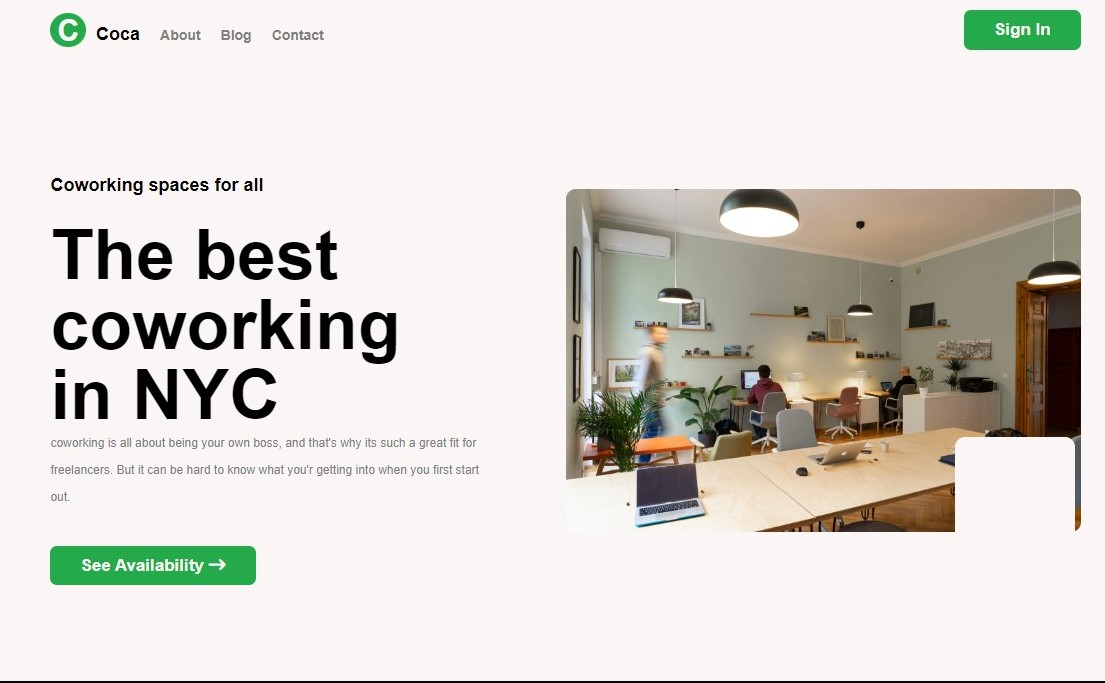 C Coca About Blog Contact Sign In
Coworking spaces for all
The best
coworking
in NYC
coworking is all about being your own boss, and that's why its such a great fit for
freelancers. But it can be hard to know what you'r getting into when you first start
out.
See Availability →